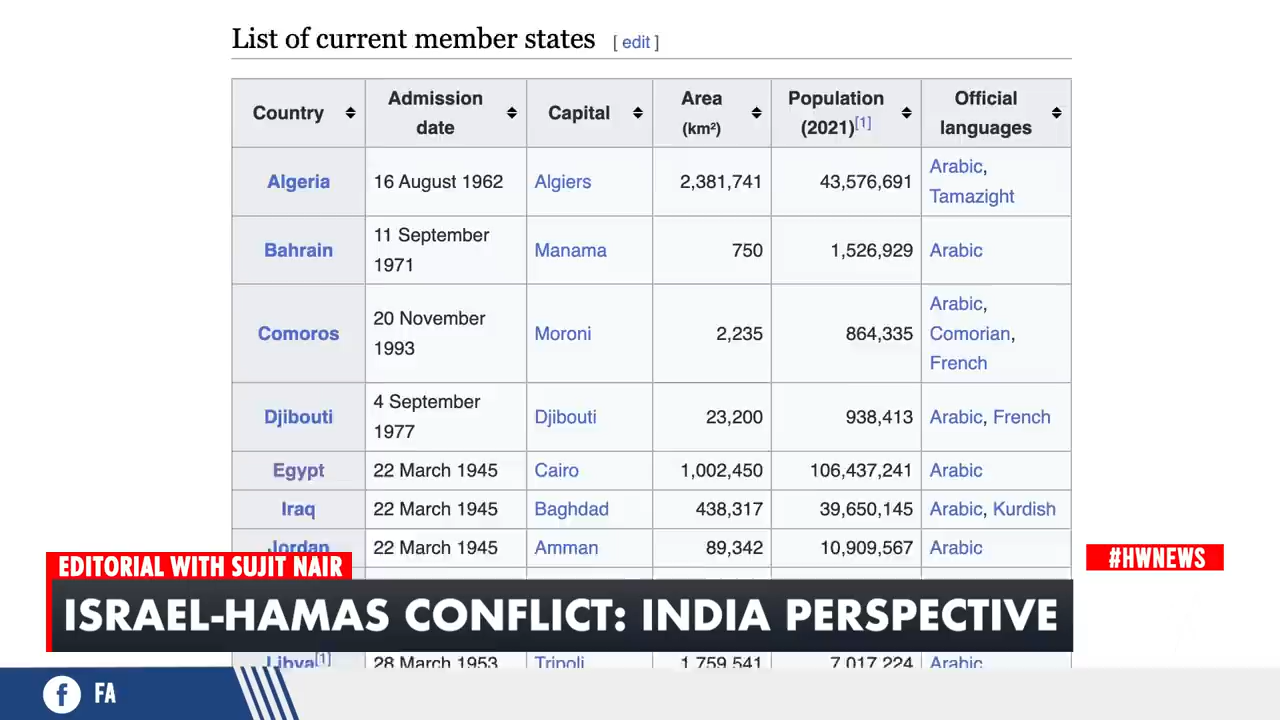 List of current member states [ edit ]
Country Admission date Capital Area (km²) Population (2021)[1] Official languages
Algeria 16 August 1962 Algiers 2,381,741 43,576,691 Arabic, Tamazight
Bahrain 11 September 1971 Manama 750 1,526,929 Arabic
Comoros 20 November 1993 Moroni 2,235 864,335 Arabic, Comorian, French
Djibouti 4 September 1977 Djibouti 23,200 938,413 Arabic, French
Egypt 22 March 1945 Cairo 1,002,450 106,437,241 Arabic
Iraq 22 March 1945 Baghdad 438,317 39,650,145 Arabic, Kurdish
Jordan 22 March 1945 Amman 89,342 10,909,567 Arabic
EDITORIAL WITH SUJIT NAIR
#HWNEWS
ISRAEL-HAMAS CONFLICT: INDIA PERSPECTIVE
Libya[1] 28 March 1953 Tripoli 1,759,541 7,017,224 Arabic
f FA